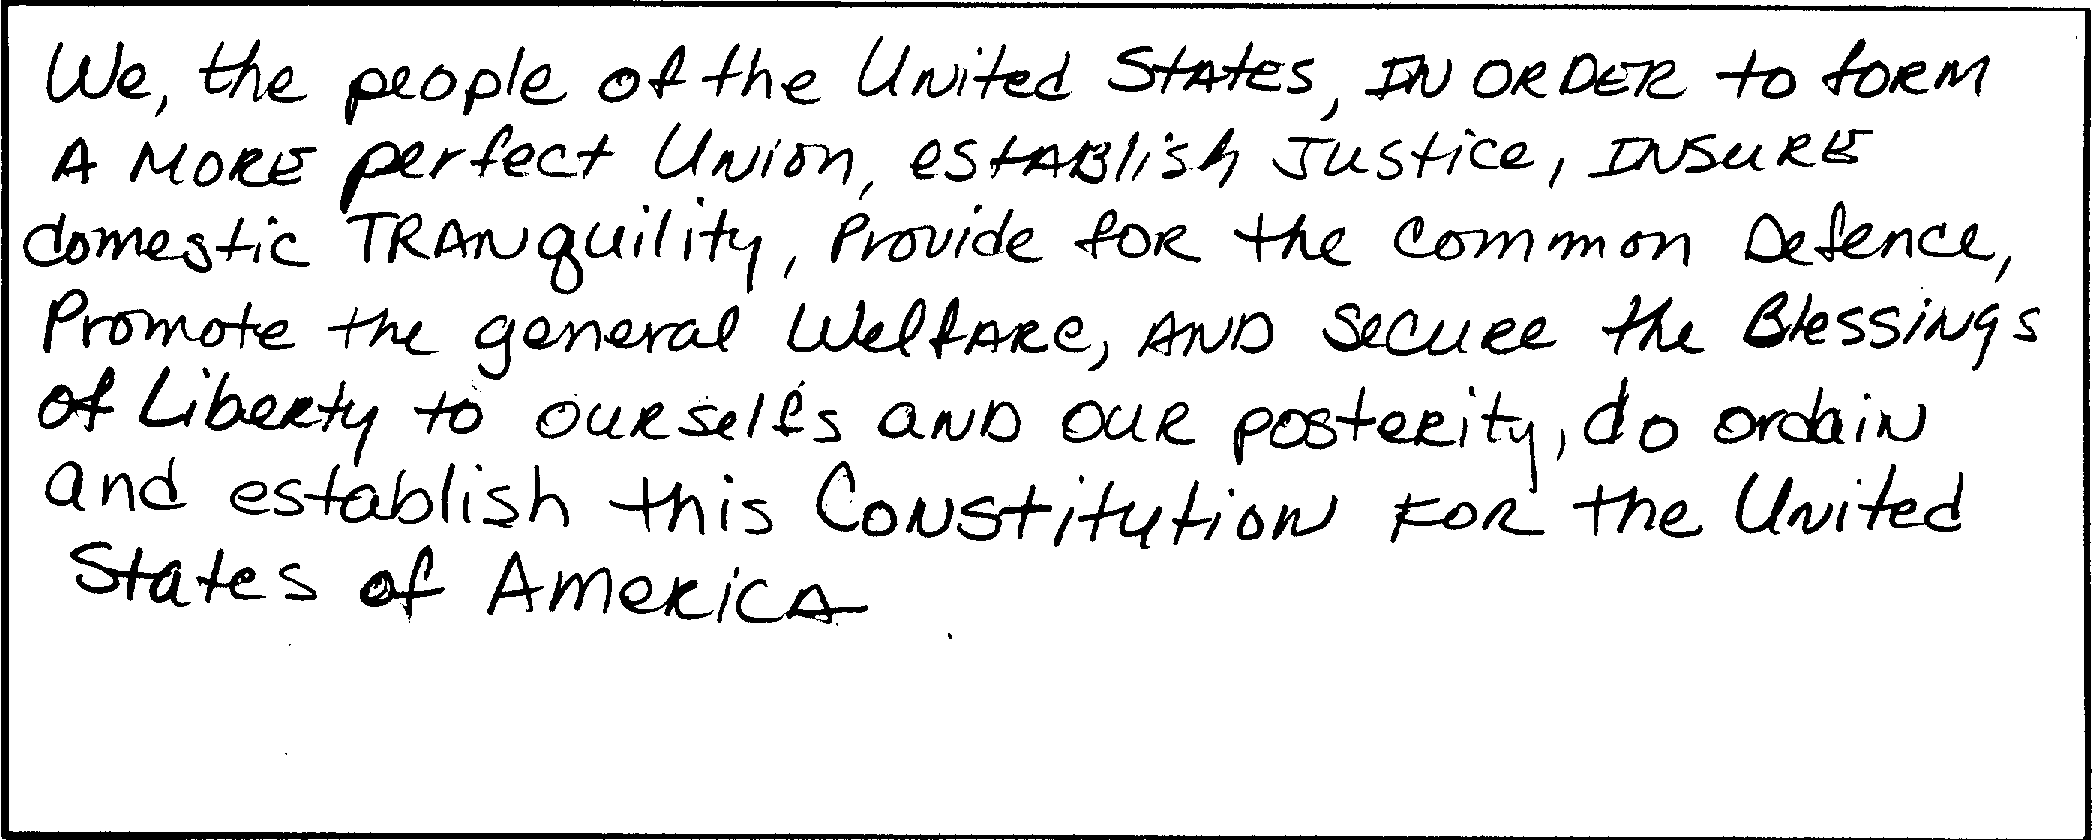 We, the people of the United States, IN ORDER to form
A MORE perfect Union, establish Justice, INSURE
domestic TRANquility, Provide for the common Defence,
Promote the general Welfare, AND secure the Blessings
of Liberty to ourselfs and our posterity, do ordain
and establish this Constitution for the United
States of America